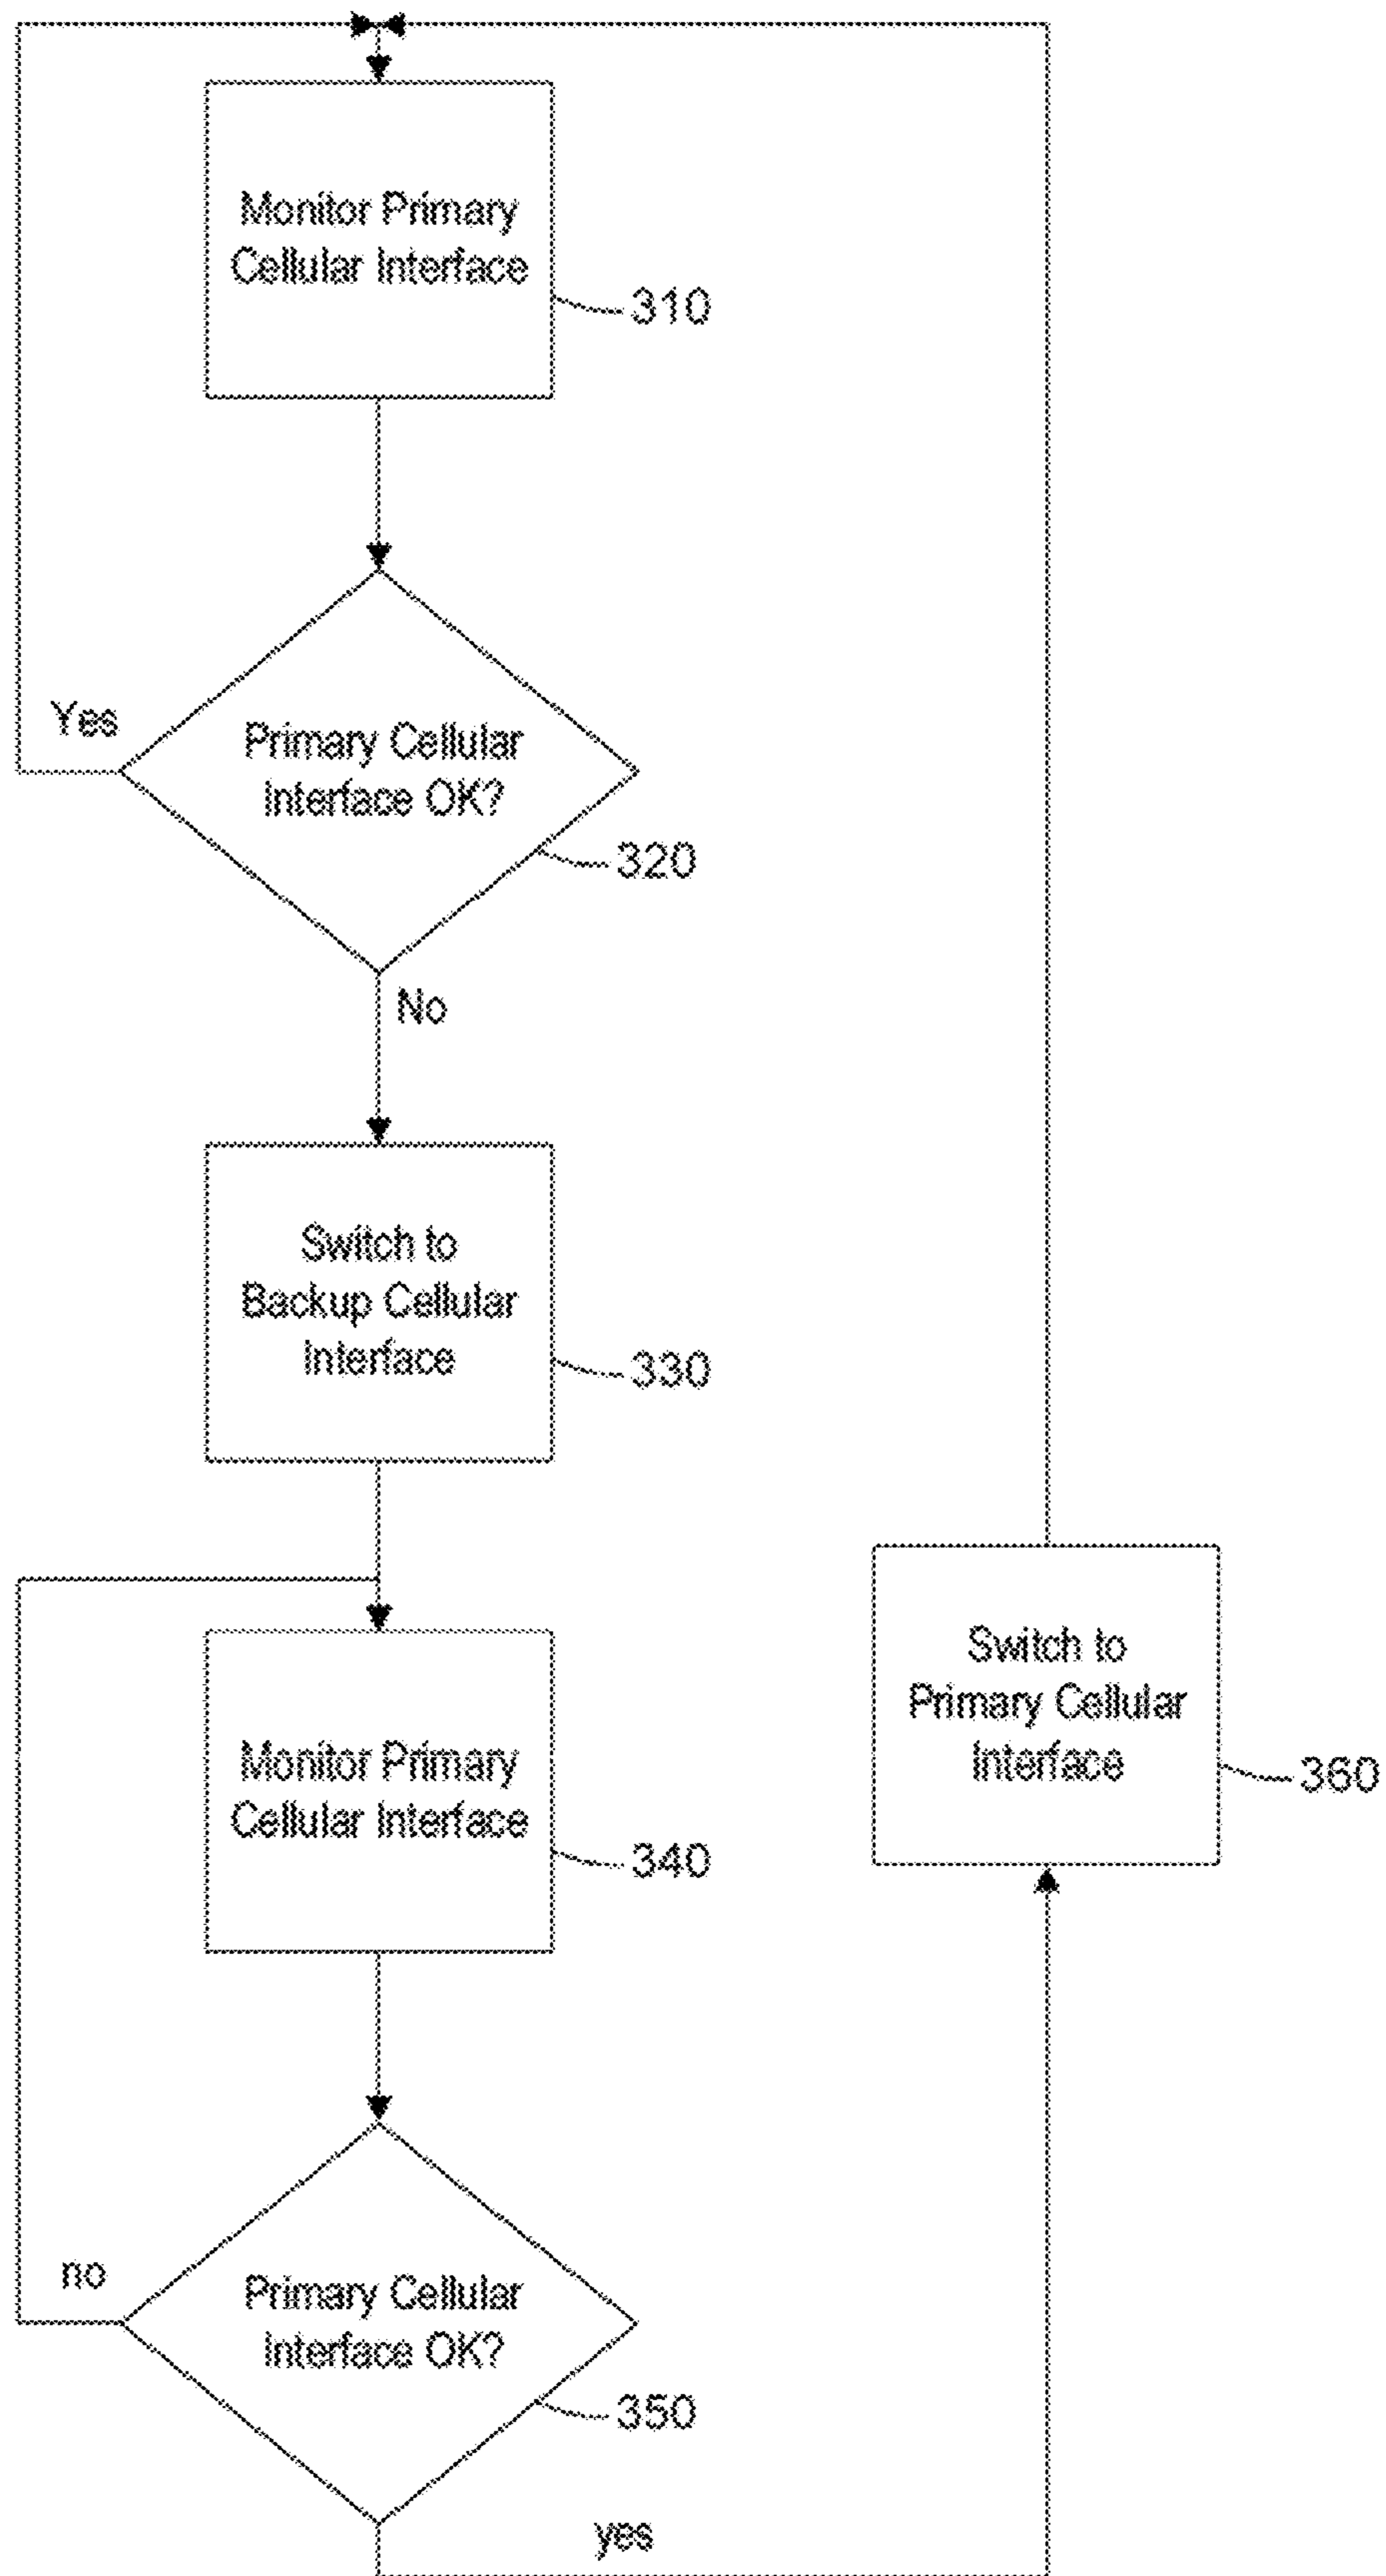 Monitor Primary
Cellular Interface
310
Yes
Primary Cellular
Interface OK?
320
No
Switch to
Backup Cellular
Interface
330
Switch to
Primary Cellular
Interface
360
Monitor Primary
Cellular Interface
340
no
Primary Cellular
Interface OK?
350
yes